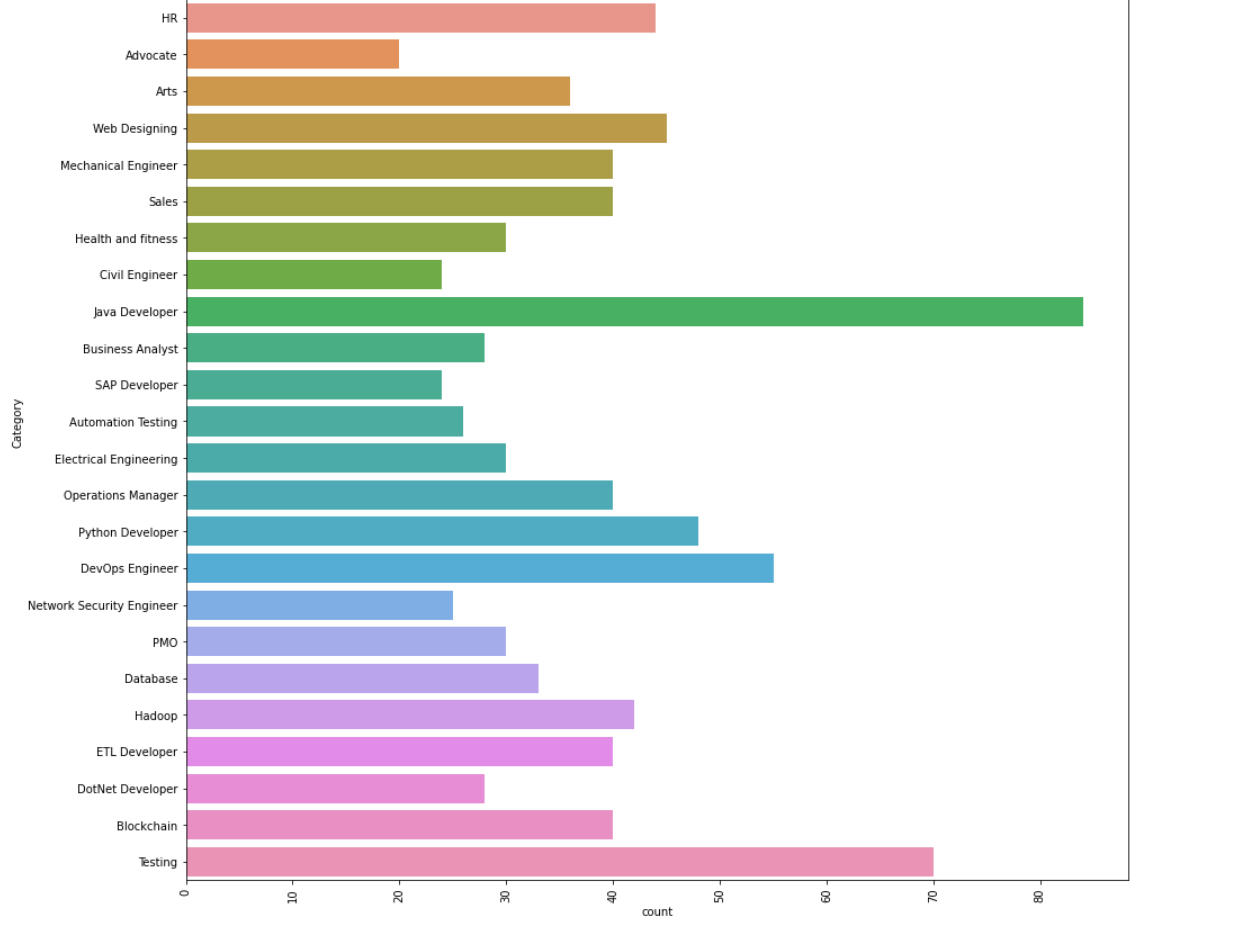 HR
Advocate
Arts
Web Designing
Mechanical Engineer
Sales
Health and fitness
Civil Engineer
Java Developer
Business Analyst
SAP Developer
Automation Testing
Electrical Engineering
Operations Manager
Python Developer
DevOps Engineer
Network Security Engineer
PMO
Database
Hadoop
ETL Developer
DotNet Developer
Blockchain
Testing
Category
0 10 20 30 40 50 60 70 80
count